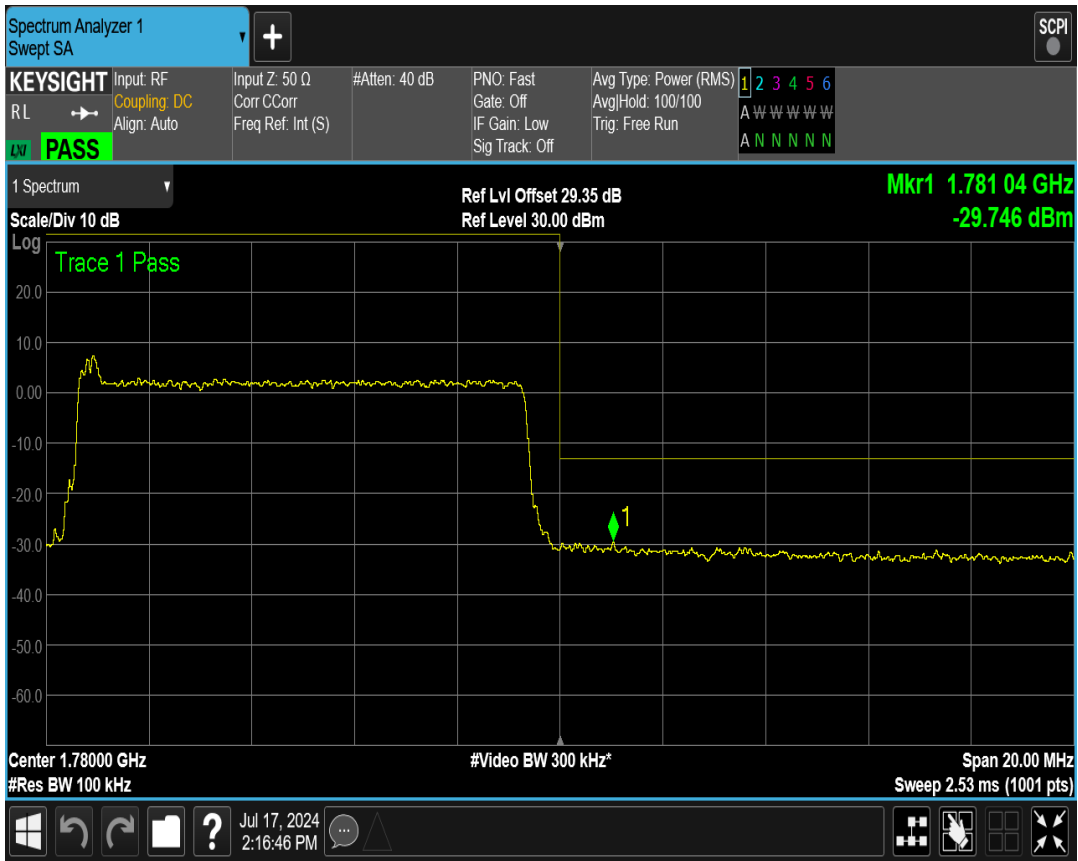 Spectrum Analyzer 1
Swept SA
+
SCPI
KEYSIGHT
R L
LXI PASS
Input: RF
Coupling: DC
Align: Auto
Input Z: 50 Ω
Corr CCorr
Freq Ref: Int (S)
#Atten: 40 dB
PNO: Fast
Gate: Off
IF Gain: Low
Sig Track: Off
Avg Type: Power (RMS)
Avg|Hold: 100/100
Trig: Free Run
1 2 3 4 5 6
A W W W W W
A N N N N N
1 Spectrum
Scale/Div 10 dB
Ref Lvl Offset 29.35 dB
Ref Level 30.00 dBm
Mkr1 1.781 04 GHz
-29.746 dBm
Log
Trace 1 Pass
20.0
10.0
0.00
-10.0
-20.0
-30.0
-40.0
-50.0
-60.0
1
Center 1.78000 GHz
#Res BW 100 kHz
#Video BW 300 kHz*
Span 20.00 MHz
Sweep 2.53 ms (1001 pts)
?
Jul 17, 2024
2:16:46 PM